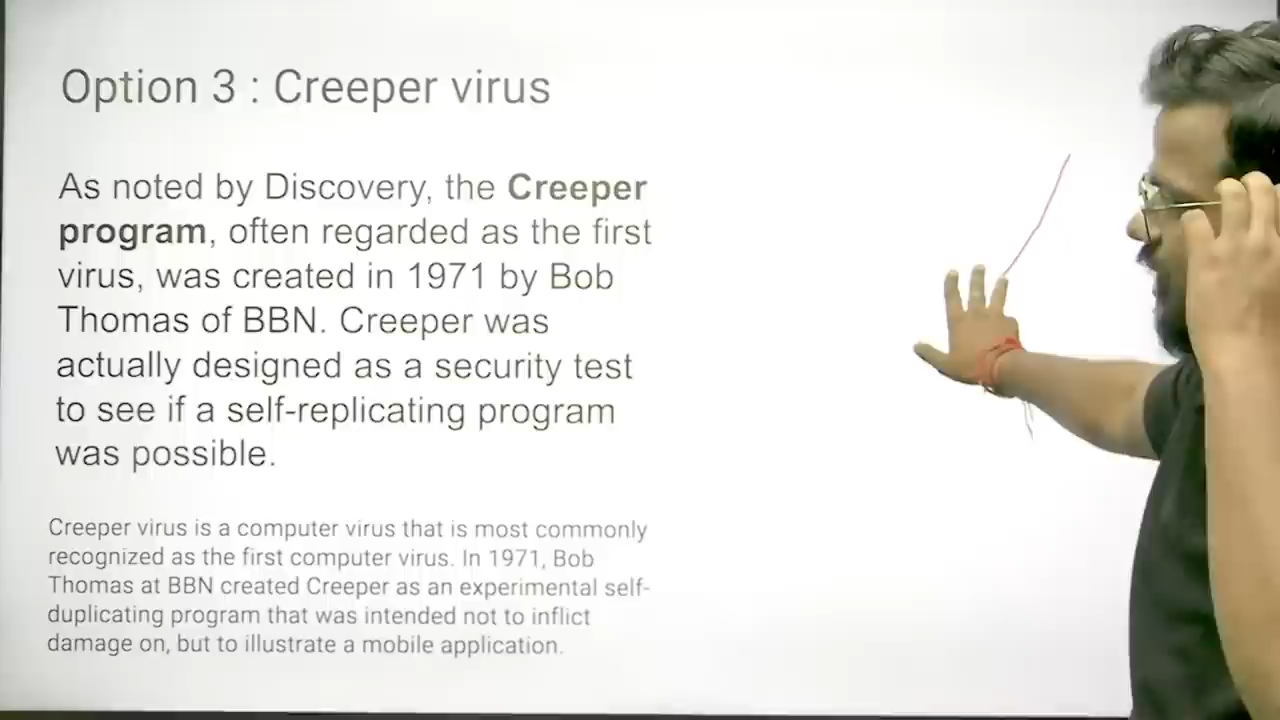 Option 3 : Creeper virus
As noted by Discovery, the Creeper
program, often regarded as the first
virus, was created in 1971 by Bob
Thomas of BBN. Creeper was
actually designed as a security test
to see if a self-replicating program
was possible.
Creeper virus is a computer virus that is most commonly
recognized as the first computer virus. In 1971, Bob
Thomas at BBN created Creeper as an experimental self-
duplicating program that was intended not to inflict
damage on, but to illustrate a mobile application.